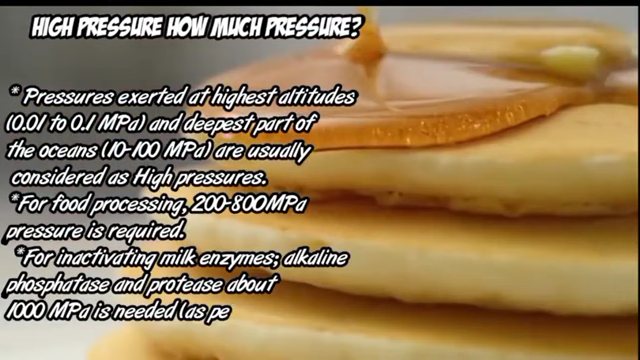 HIGH PRESSURE HOW MUCH PRESSURE?
* Pressures exerted at highest altitudes
(0.01 to 0.1 MPa) and deepest part of
the oceans (10-100 MPa) are usually
considered as High pressures.
*For food processing, 200-800MPa
pressure is required.
*For inactivating milk enzymes; alkaline
phosphatase and protease about
1000 MPa is needed (as pe